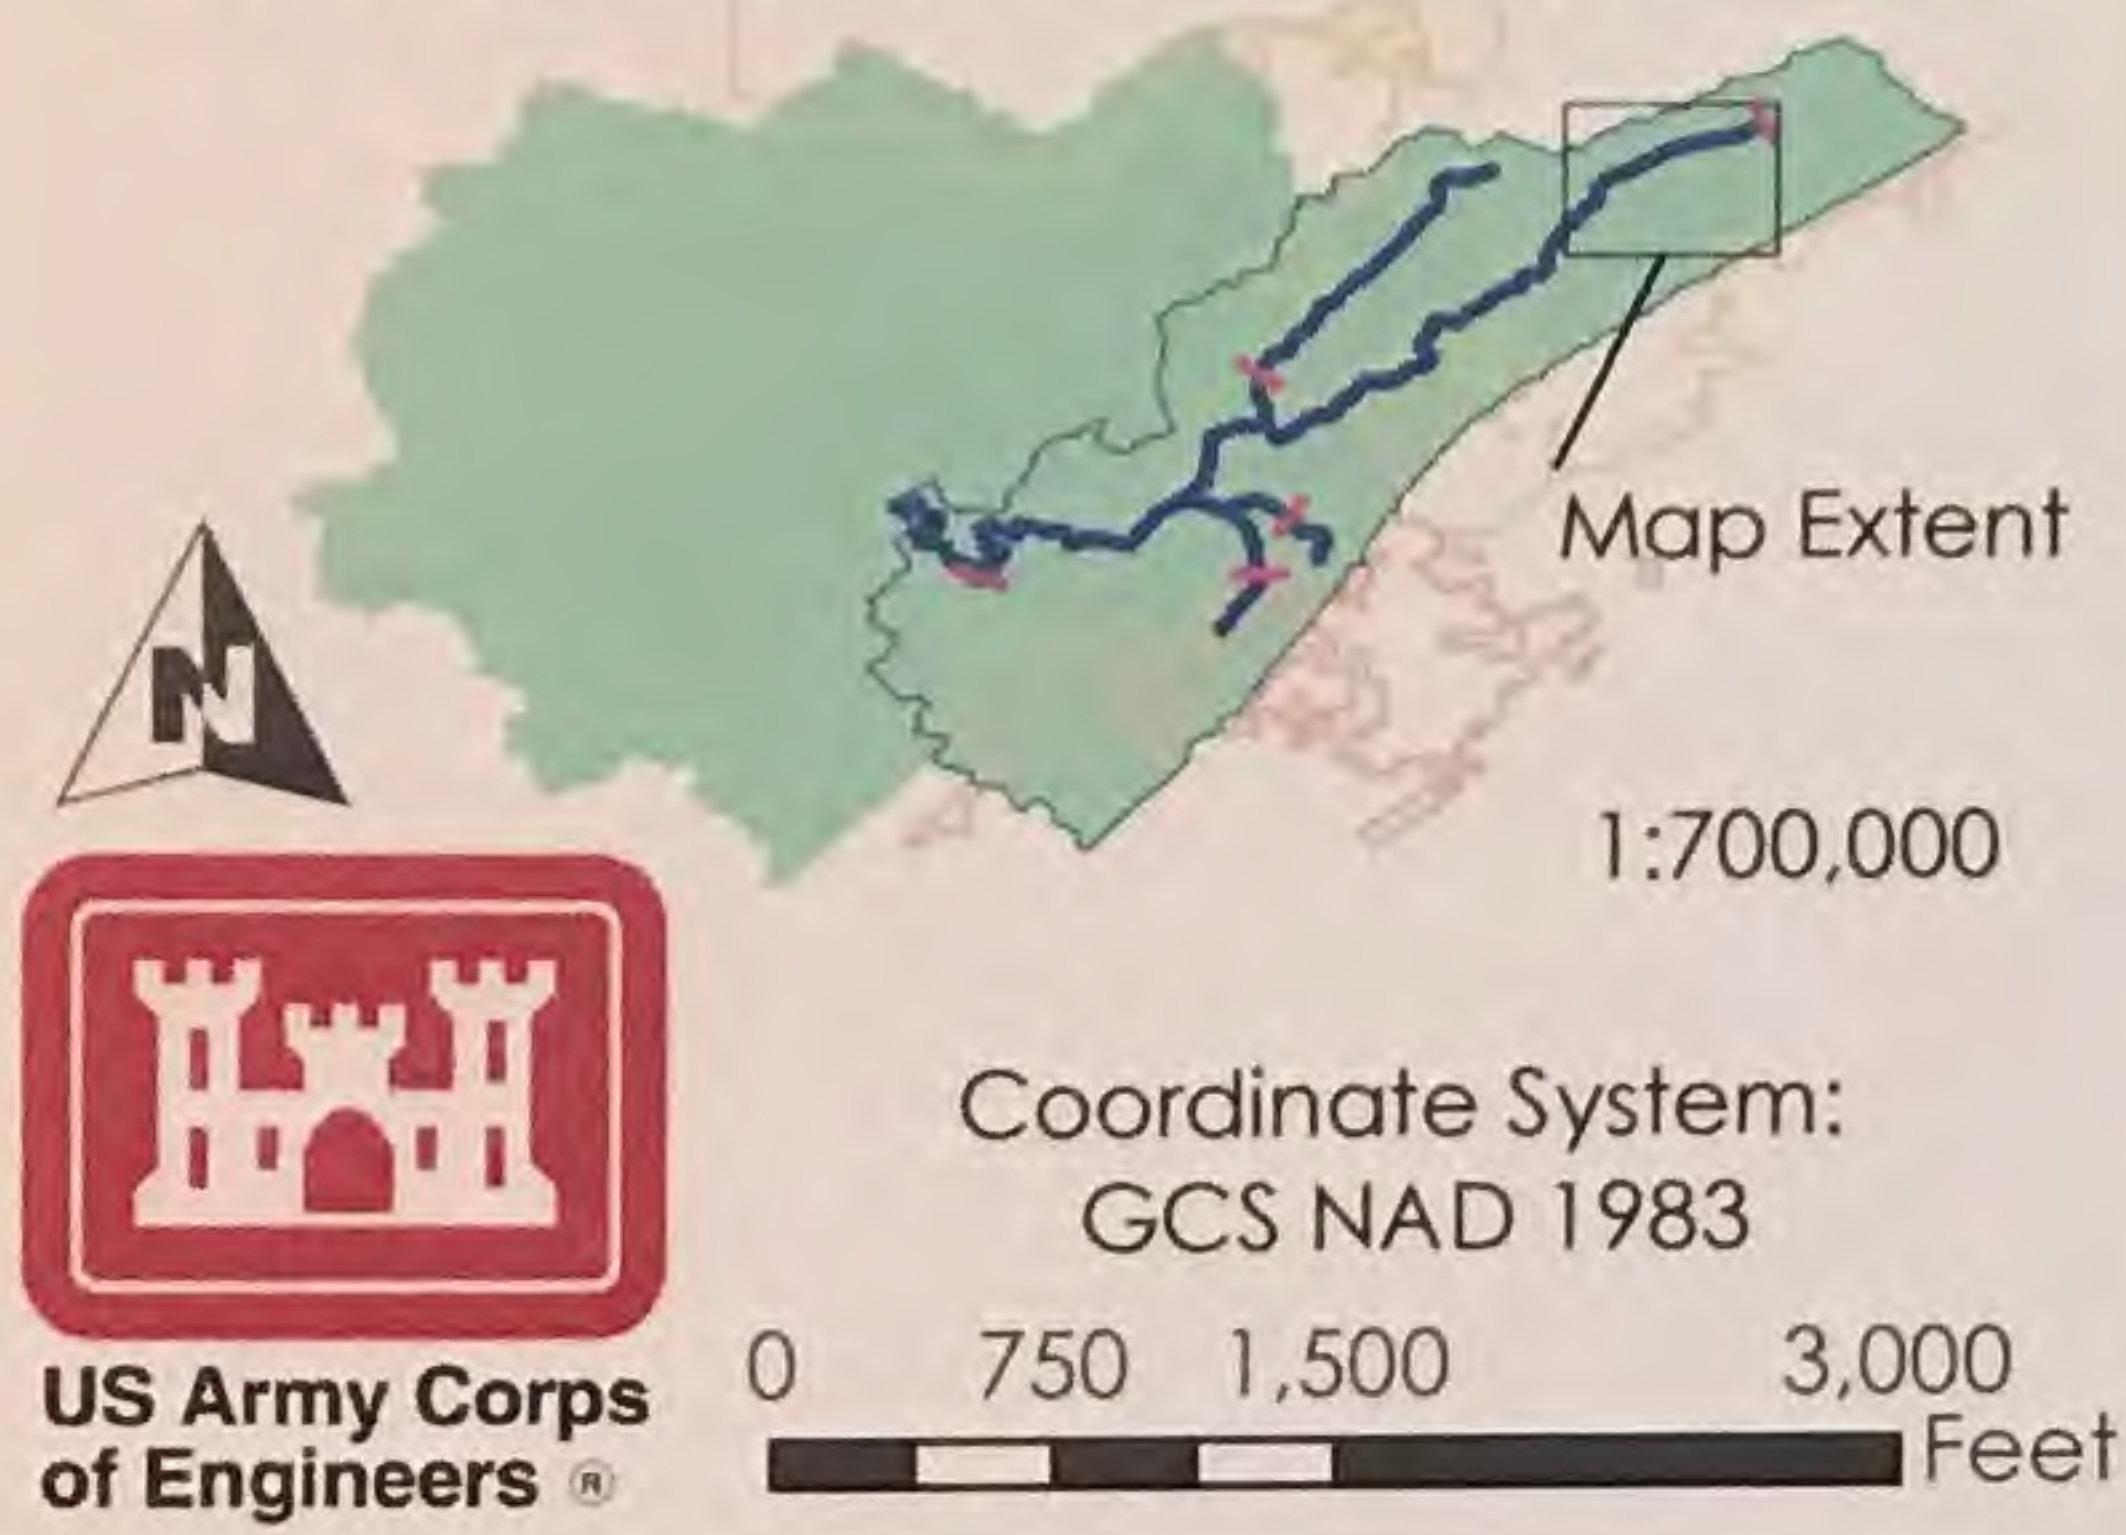 Map Extent
N
1:700,000
Coordinate System:
GCS NAD 1983
0 750 1,500 3,000
Feet
US Army Corps
of Engineers ®